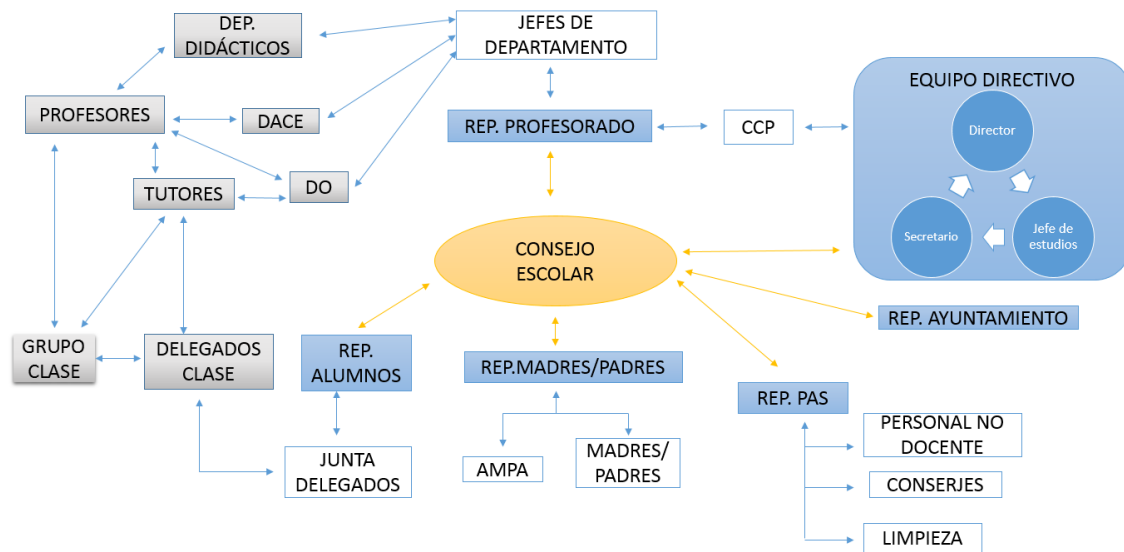 DEP.
DIDÁCTICOS
JEFES DE
DEPARTAMENTO
EQUIPO DIRECTIVO
PROFESORES
DACE
REP. PROFESORADO
CCP
Director
TUTORES
DO
Secretario
Jefe de
estudios
CONSEJO
ESCOLAR
REP. AYUNTAMIENTO
GRUPO
CLASE
DELEGADOS
CLASE
REP.
ALUMNOS
REP.MADRES/PADRES
REP. PAS
PERSONAL NO
DOCENTE
JUNTA
DELEGADOS
AMPA
MADRES/
PADRES
CONSERJES
LIMPIEZA